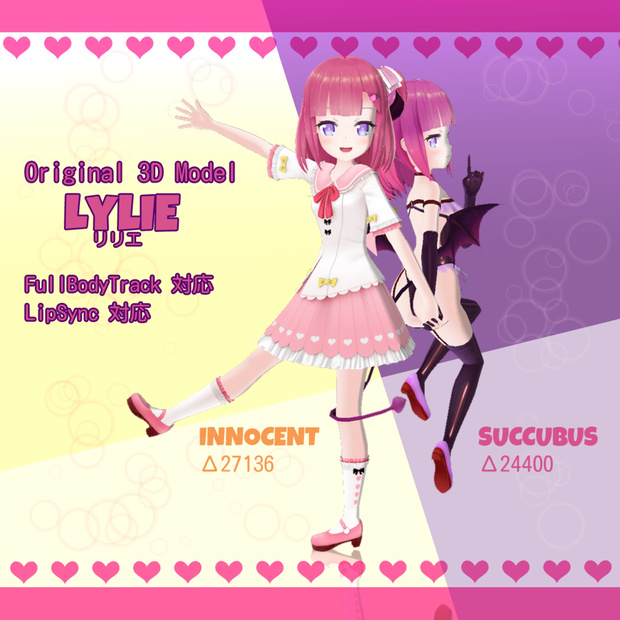 Original 3D Model
LYLIE
リリエ
FullBodyTrack 対応
LipSync 対応
INNOCENT
△27136
SUCCUBUS
△24400